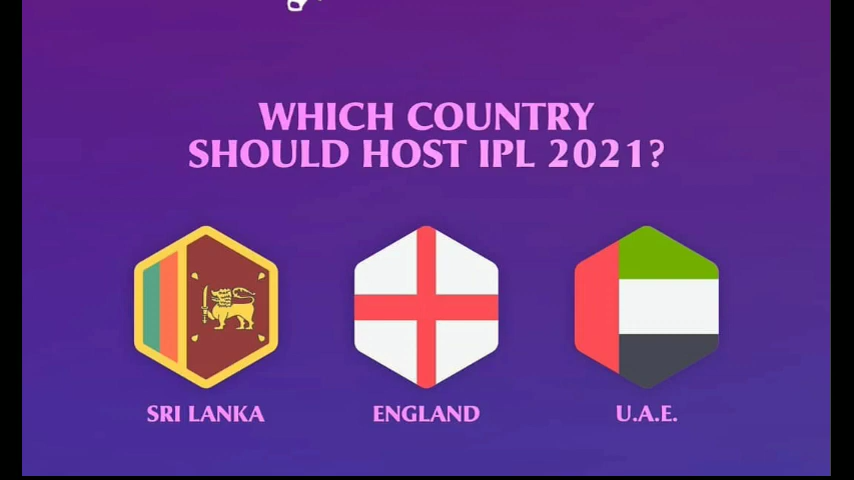 WHICH COUNTRY
SHOULD HOST IPL 2021?
SRI LANKA
ENGLAND
U.A.E.